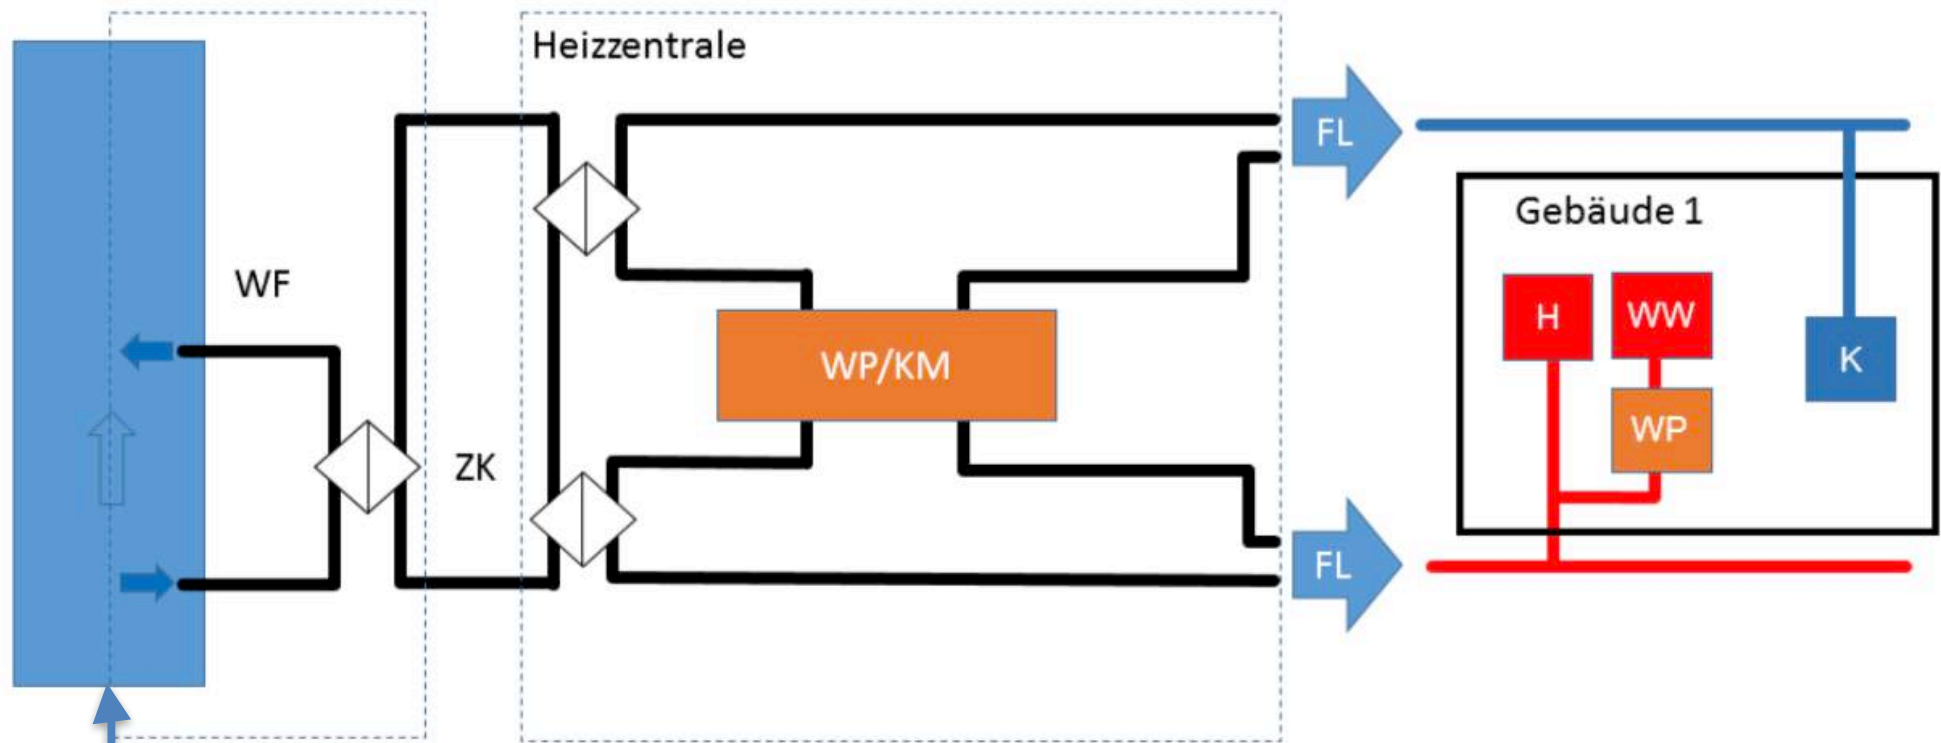 Heizzentrale
FL
Gebäude 1
WF
H
WW
WP/KM
K
WP
ZK
FL